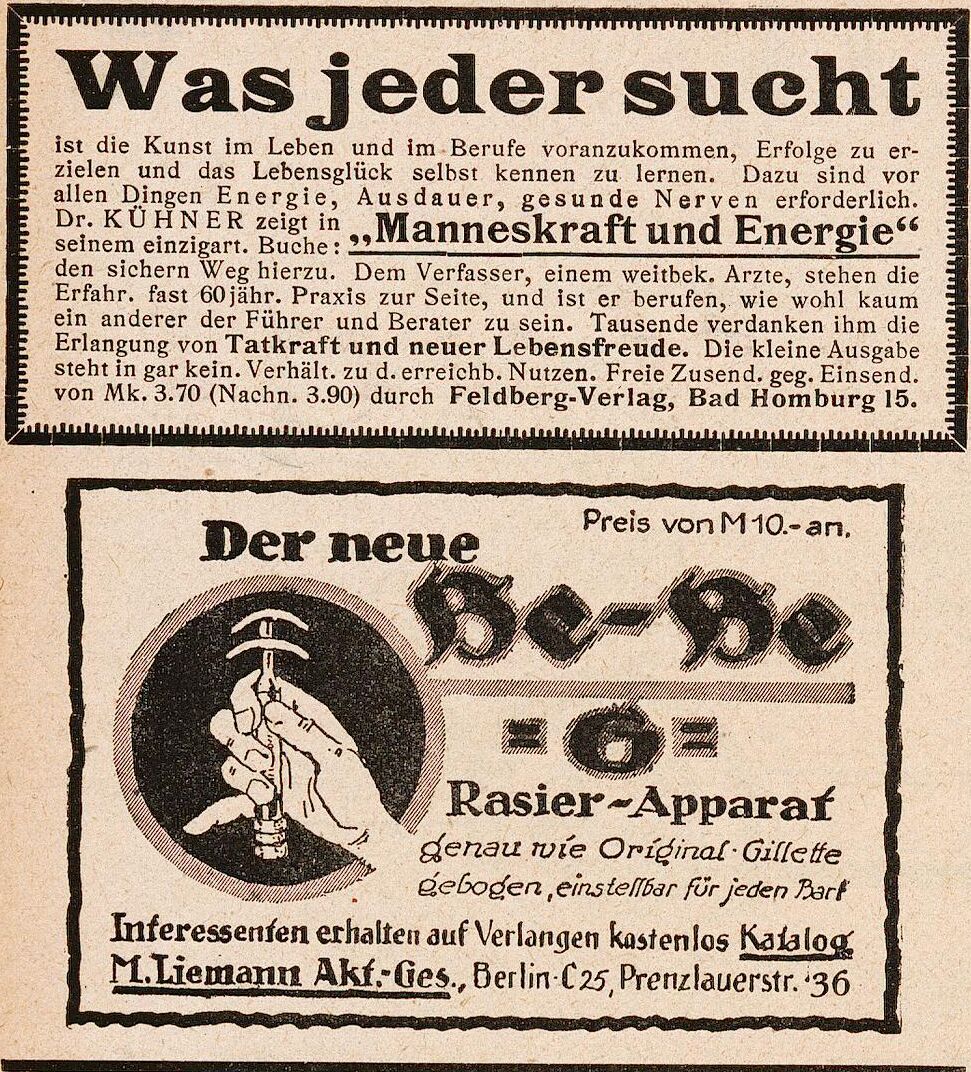 Was jeder sucht
ist die Kunst im Leben und im Berufe voranzukommen, Erfolge zu er-
zielen und das Lebensglück selbst kennen zu lernen. Dazu sind vor
allen Dingen Energie, Ausdauer, gesunde Nerven erforderlich.
Dr. KÜHNER zeigt in
seinem einzigart. Buche: „Manneskraft und Energie“
den sichern Weg hierzu. Dem Verfasser, einem weitbek. Arzte, stehen die
Erfahr. fast 60jähr. Praxis zur Seite, und ist er berufen, wie wohl kaum
ein anderer der Führer und Berater zu sein. Tausende verdanken ihm die
Erlangung von Tatkraft und neuer Lebensfreude. Die kleine Ausgabe
steht in gar kein. Verhält. zu d. erreichb. Nutzen. Freie Zusend. geg. Einsend.
von Mk. 3.70 (Nachn. 3.90) durch Feldberg-Verlag, Bad Homburg 15.
Preis von M 10.- an.
Der neue
Be-Be
=6=
Rasier-Apparat
genau wie Original-Gillette
gebogen, einstellbar für jeden Bart
Interessenten erhalten auf Verlangen kostenlos Katalog
M. Liemann Akt.-Ges., Berlin-C25, Prenzlauerstr. 36